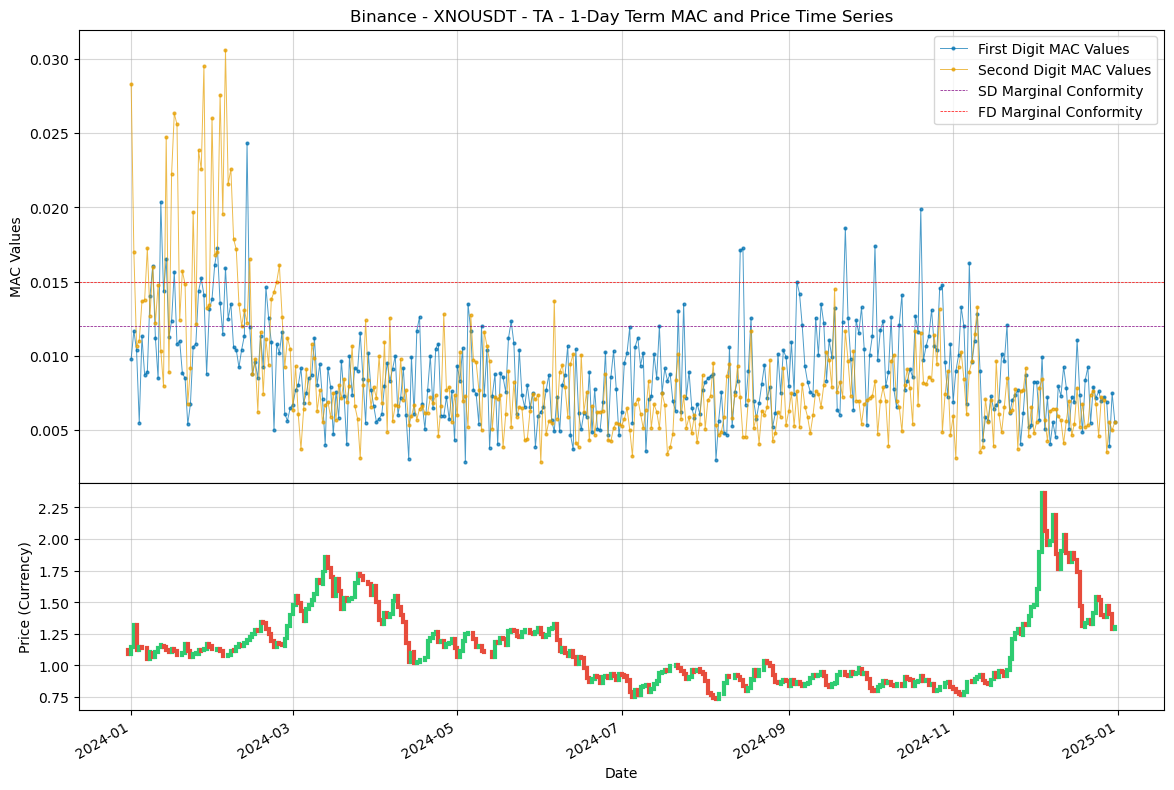 Binance - XNOUSDT - TA - 1-Day Term MAC and Price Time Series
First Digit MAC Values
Second Digit MAC Values
SD Marginal Conformity
FD Marginal Conformity
MAC Values
0.030
0.025
0.020
0.015
0.010
0.005
Price (Currency)
2.25
2.00
1.75
1.50
1.25
1.00
0.75
2024-01
2024-03
2024-05
2024-07
2024-09
2024-11
2025-01
Date